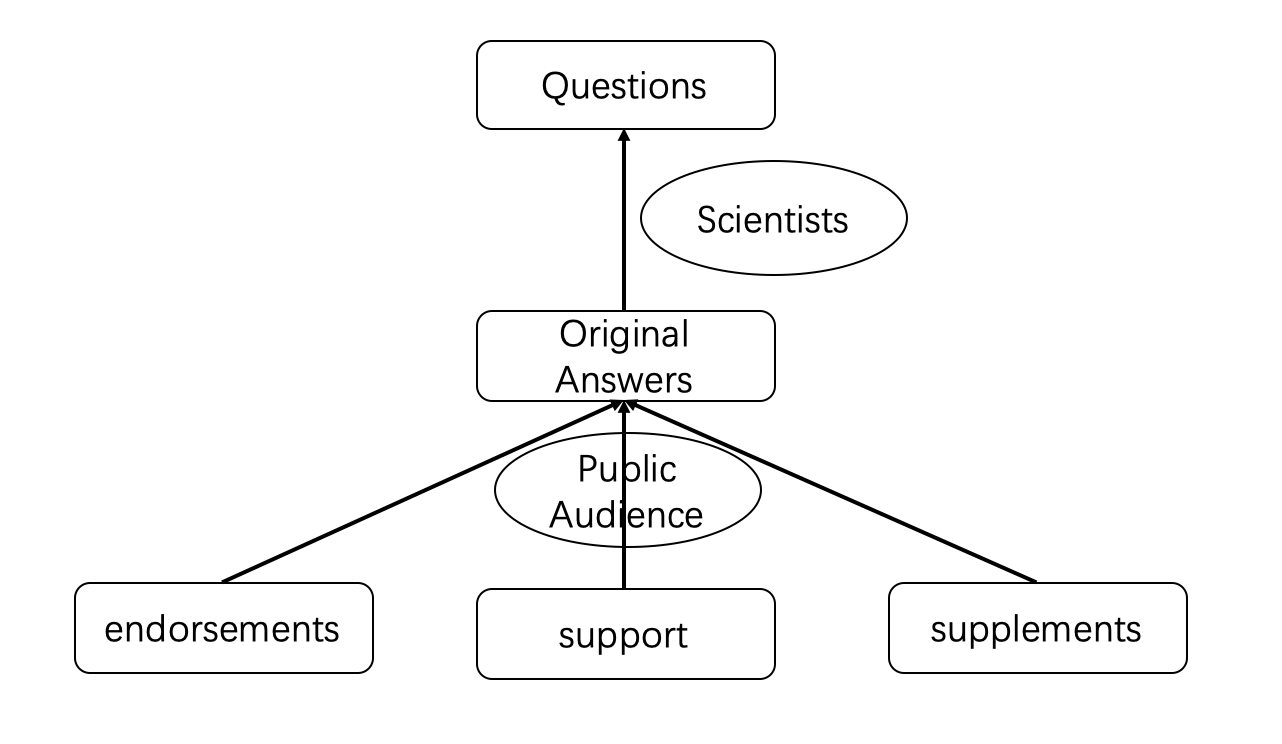 Questions
Scientists
Original
Answers
Public
Audience
endorsements
support
supplements